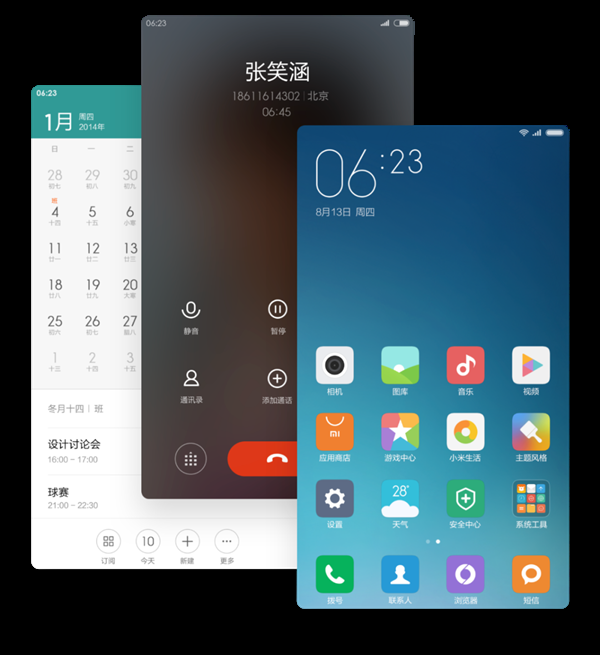 06:23
1月
周四
2014年
日 一 二
28 29 30
初七 初八 初九
班
4 5 6
十四 十五 小寒
11 12 13
廿一 廿二 廿三
18 19 20
廿八 廿九 大寒
25 26 27
初六 初七 腊八
1 2 3
十三 十四 十五
冬月十四 | 班
设计讨论会
16:00 - 17:00
球赛
21:00 - 22:30
10
订阅 今天 新建 更多
06:23
张笑涵
18611614302 | 北京
06:45
静音 暂停
通讯录 添加通话
06:23
8月13日 周四
相机 图库 音乐 视频
mi
应用商店 游戏中心 小米生活 主题风格
28°
设置 天气 安全中心 系统工具
拨号 联系人 浏览器 短信